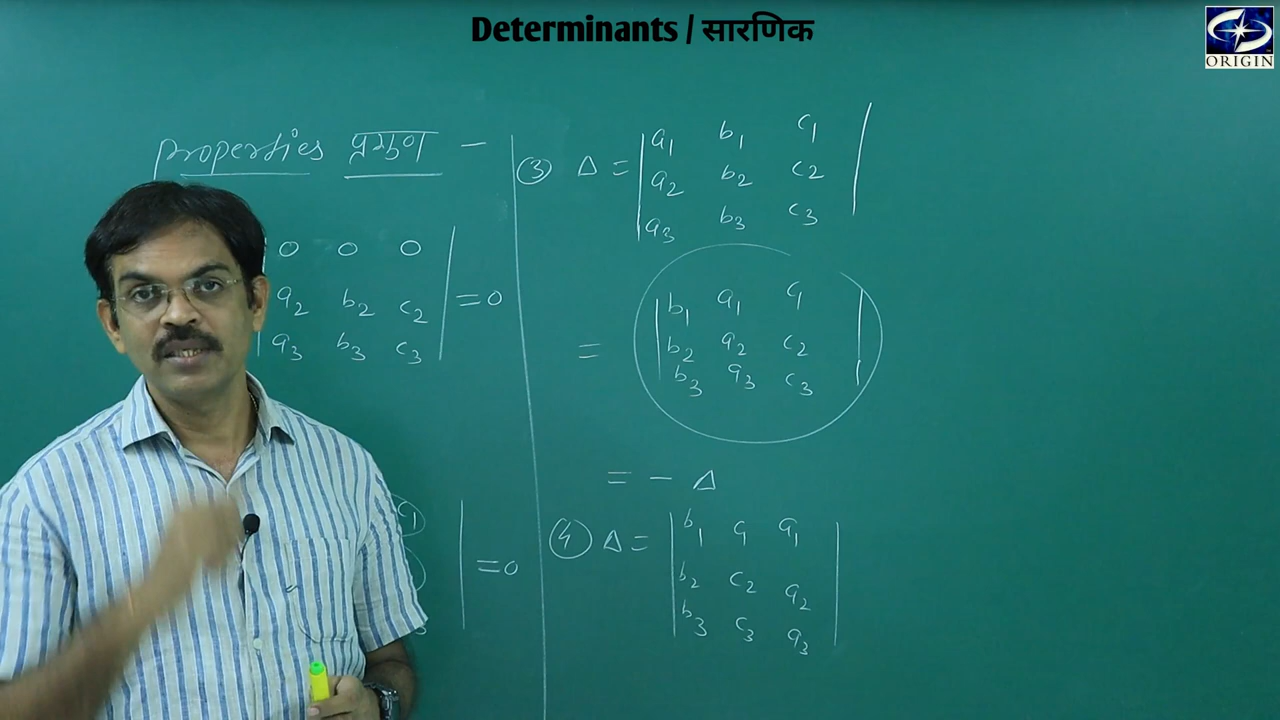 Determinants / सारणिक
ORIGIN
Properties गुणधर्म –
0 0 0
a2 b2 c2 = 0
a3 b3 c3
c1
= 0
③ Δ = a1 b1 c1
a2 b2 c2
a3 b3 c3
b1 a1 c1
= b2 a2 c2
b3 a3 c3
= – Δ
④ Δ = b1 c1 a1
b2 c2 a2
b3 c3 a3